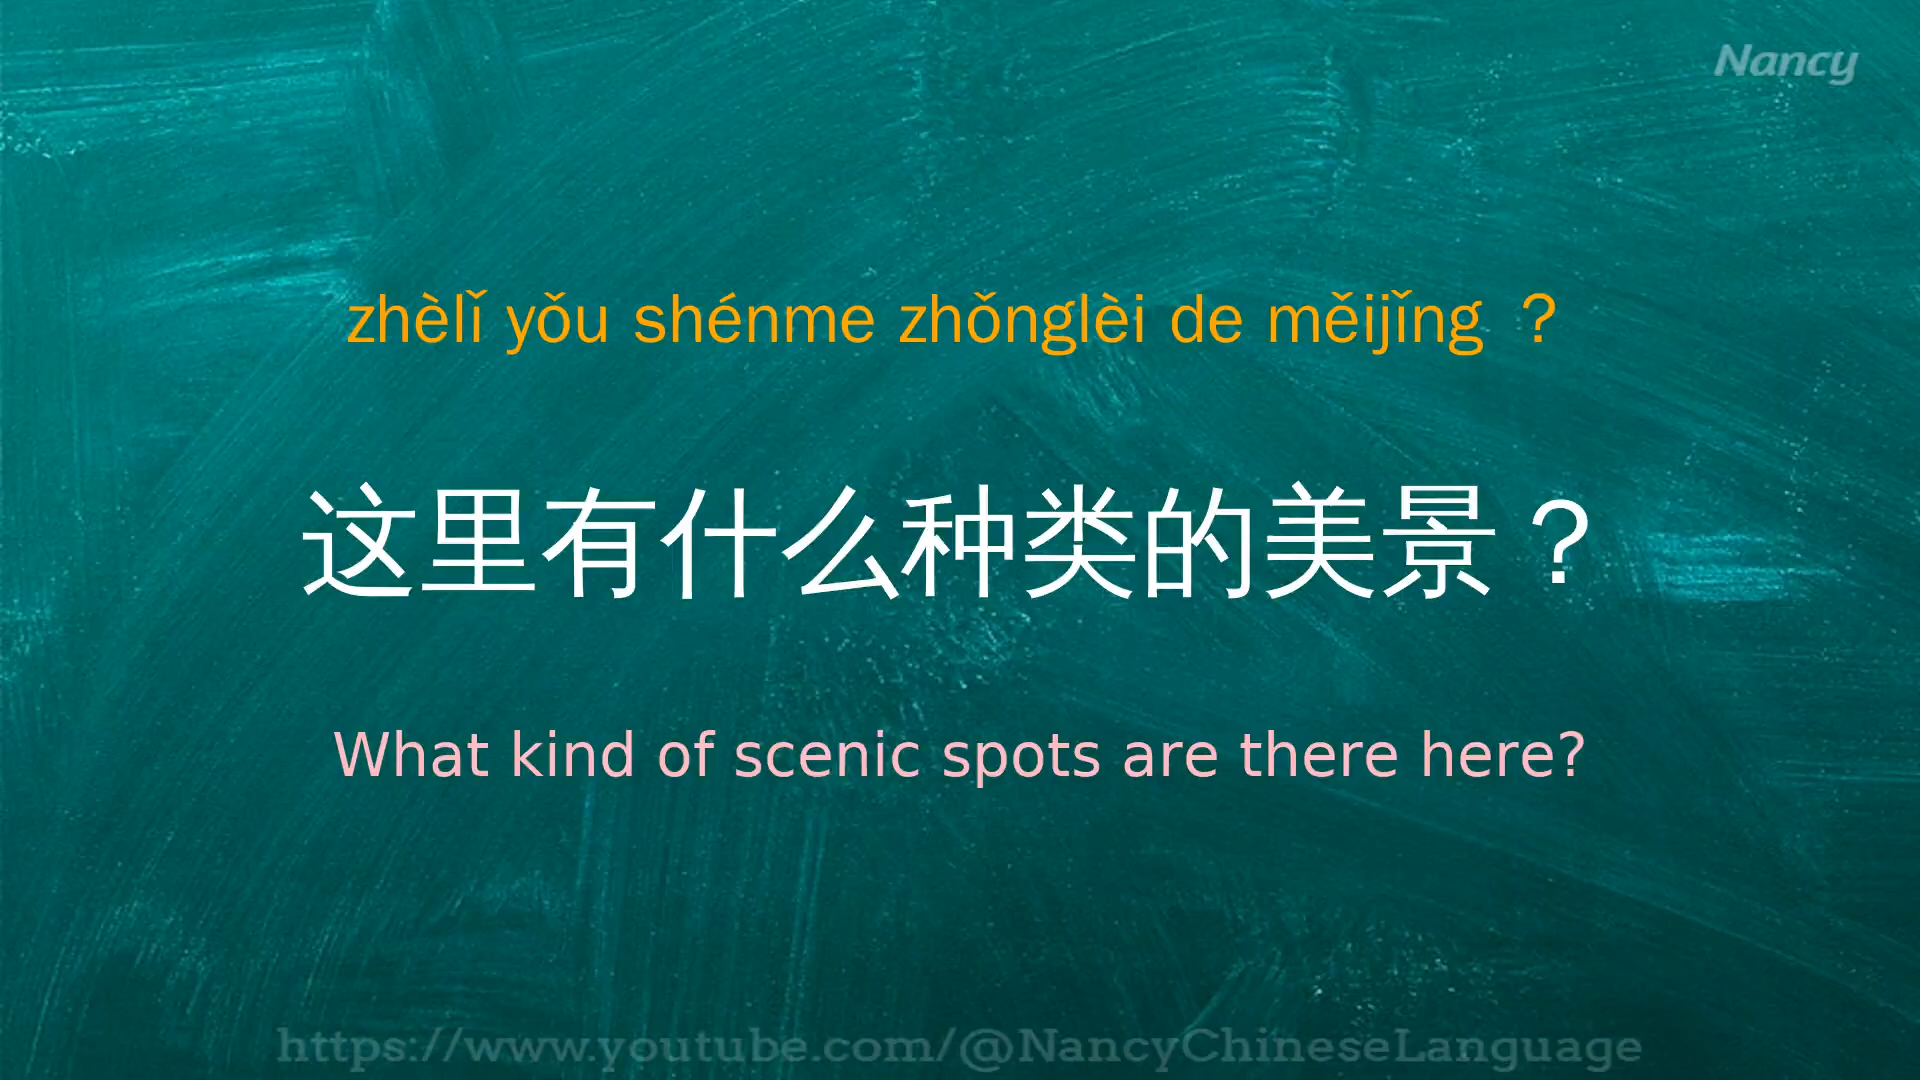 Nancy
zhèlǐ yǒu shénme zhǒnglèi de měijǐng ？
这里有什么种类的美景？
What kind of scenic spots are there here?
https://www.youtube.com/@NancyChineseLanguage